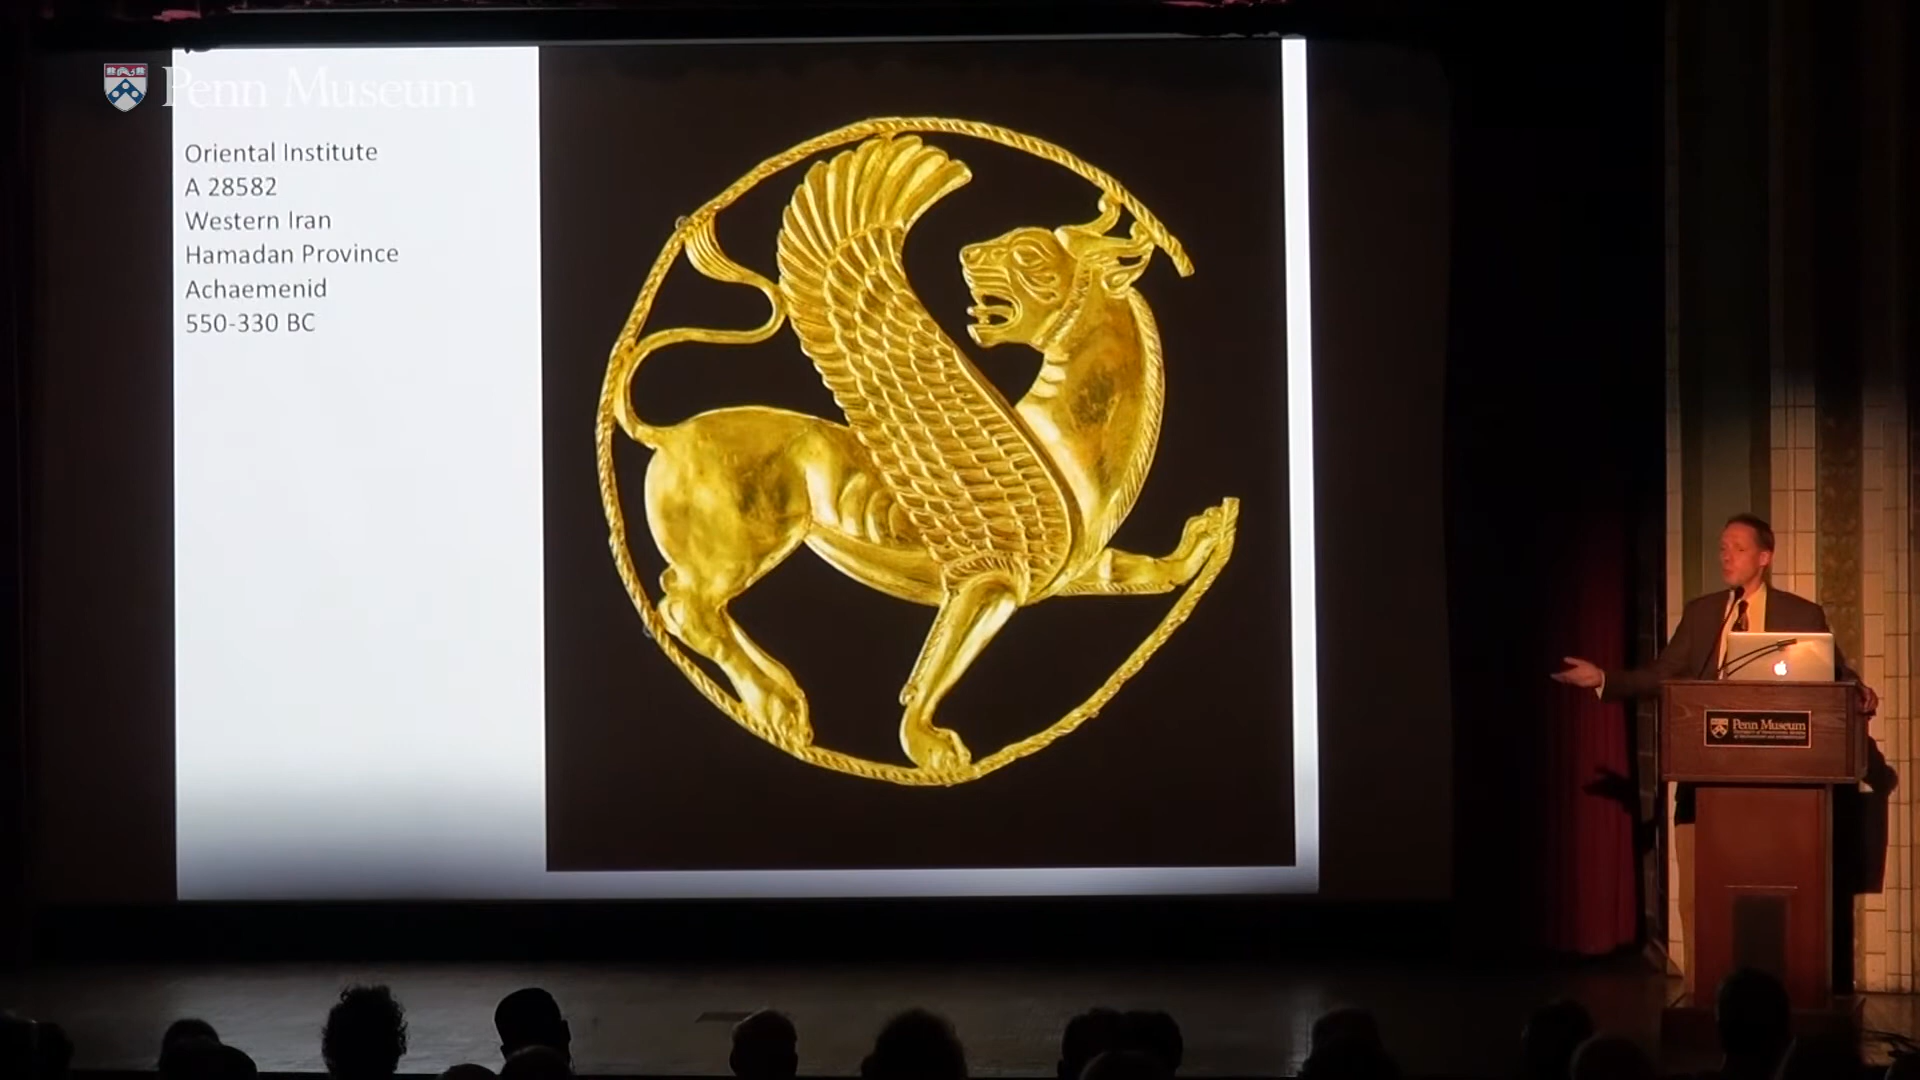 Penn Museum
Oriental Institute
A 28582
Western Iran
Hamadan Province
Achaemenid
550-330 BC
Penn Museum